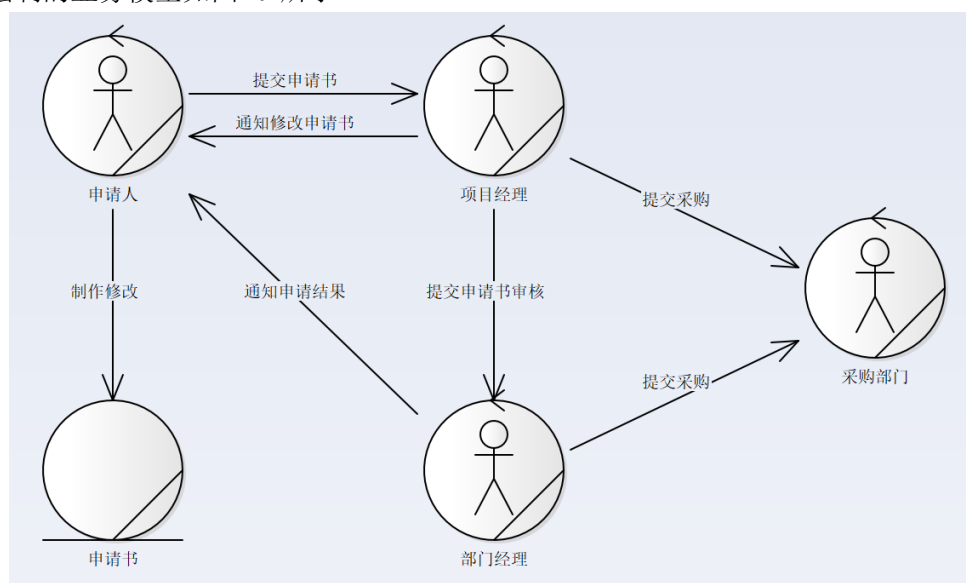 提交申请书
通知修改申请书
申请人
项目经理
提交采购
制作修改
通知申请结果
提交申请书审核
采购部门
提交采购
申请书
部门经理